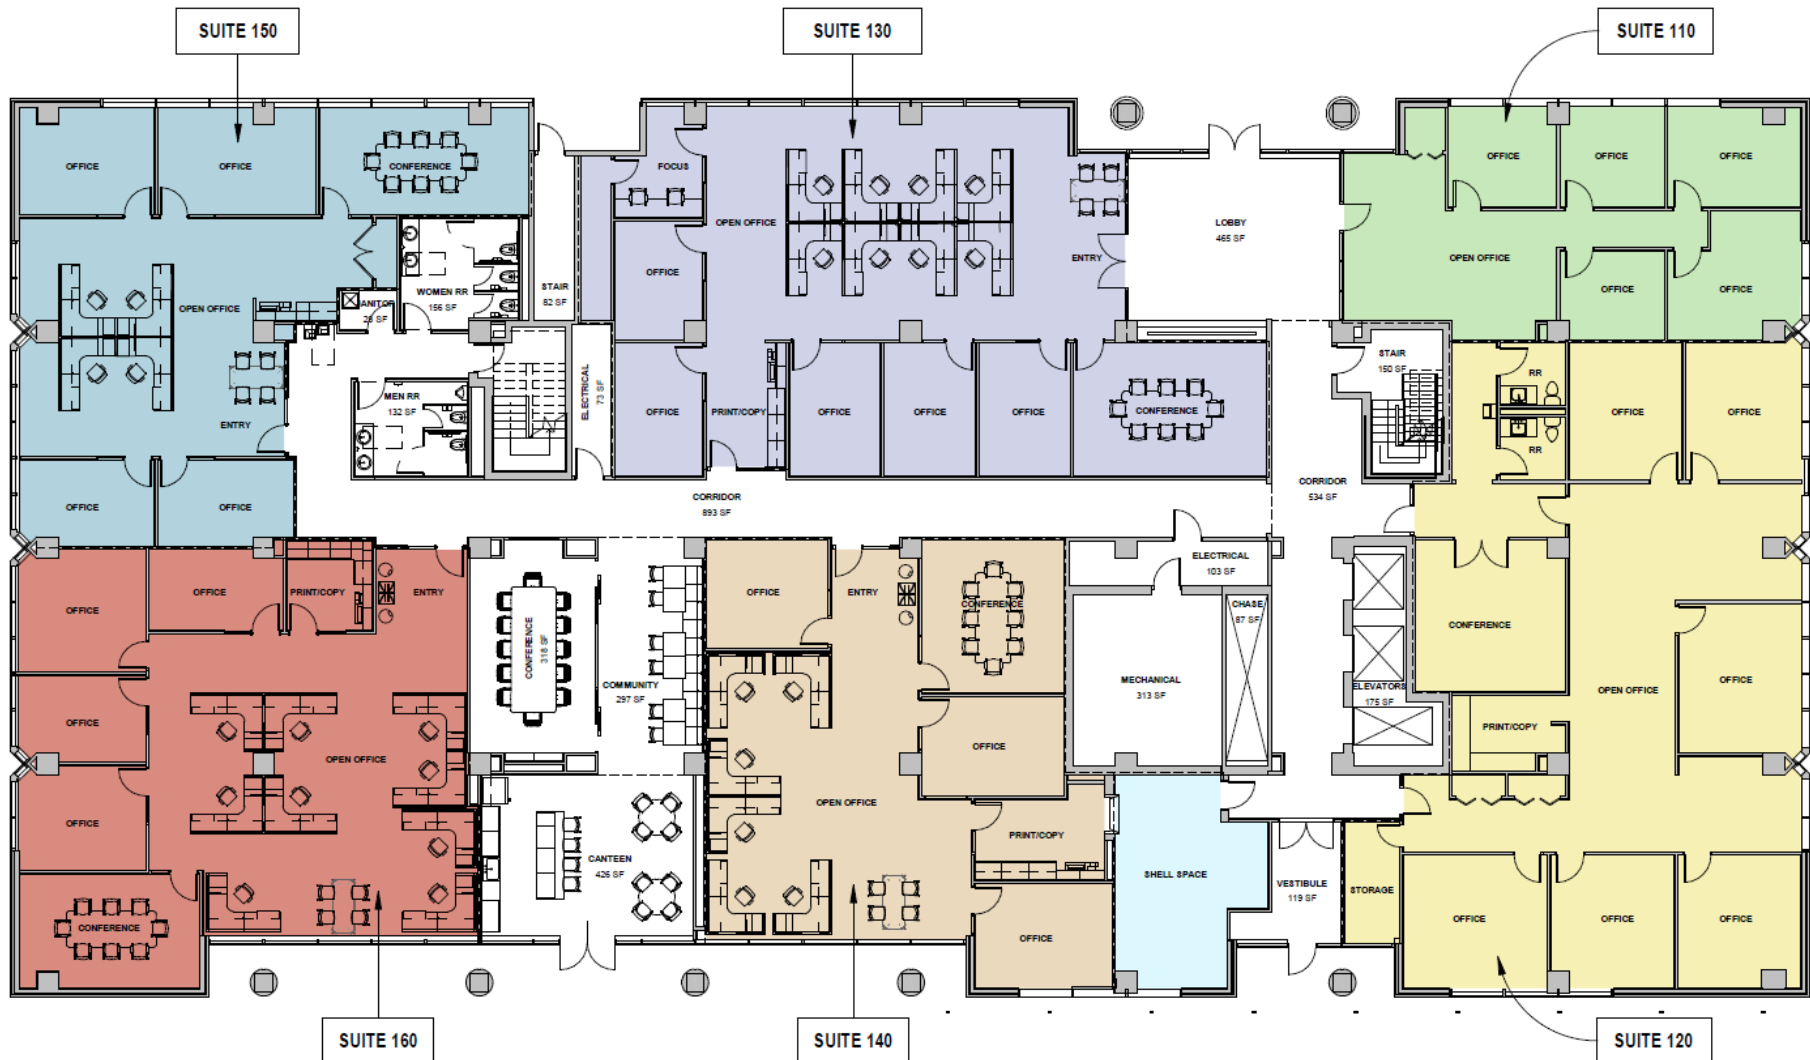 SUITE 150
SUITE 130
SUITE 110
OFFICE
OFFICE
CONFERENCE
FOCUS
OPEN OFFICE
ENTRY
LOBBY
465 SF
OFFICE
OFFICE
OFFICE
OPEN OFFICE
OFFICE
OFFICE
OPEN OFFICE
WOMEN RR
156 SF
ANITOR
28 SF
STAIR
82 SF
OFFICE
ENTRY
MEN RR
132 SF
ELECTRICAL
73 SF
OFFICE
PRINT/COPY
OFFICE
OFFICE
OFFICE
CONFERENCE
STAIR
150 SF
RR
RR
OFFICE
OFFICE
OFFICE
OFFICE
CORRIDOR
893 SF
CORRIDOR
534 SF
OFFICE
OFFICE
PRINT/COPY
ENTRY
OFFICE
OFFICE
OPEN OFFICE
CONFERENCE
CONFERENCE
318 SF
COMMUNITY
297 SF
CANTEEN
426 SF
OFFICE
ENTRY
CONFERENCE
OFFICE
OPEN OFFICE
PRINT/COPY
OFFICE
ELECTRICAL
103 SF
CHASE
87 SF
MECHANICAL
313 SF
ELEVATORS
175 SF
SHELL SPACE
VESTIBULE
119 SF
STORAGE
CONFERENCE
OPEN OFFICE
OFFICE
PRINT/COPY
OFFICE
OFFICE
OFFICE
SUITE 160
SUITE 140
SUITE 120